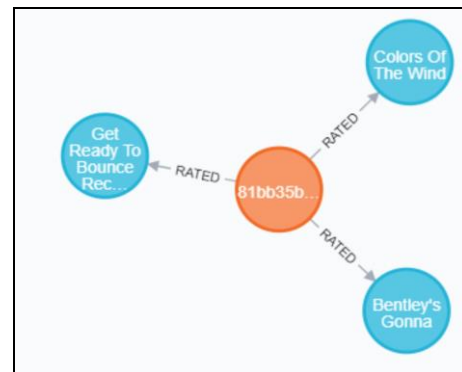 Colors Of
The Wind
RATED
Get
Ready To
Bounce
Rec...
RATED
81bb35b...
RATED
Bentley's
Gonna